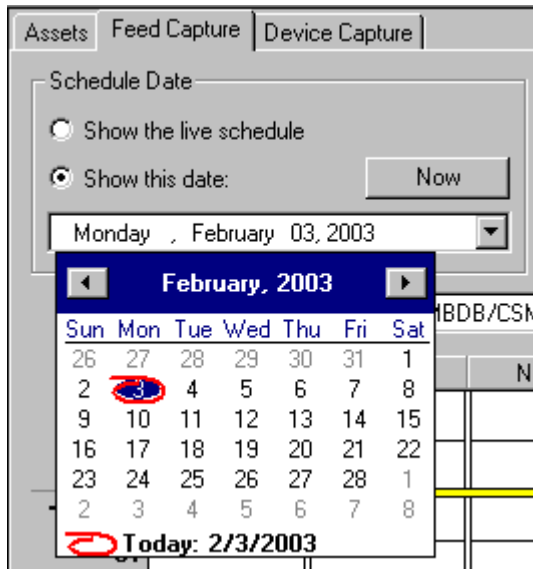 Assets Feed Capture Device Capture
Schedule Date
Show the live schedule
Show this date: Now
Monday , February 03, 2003
February, 2003
Sun Mon Tue Wed Thu Fri Sat
26 27 28 29 30 31 1
2 3 4 5 6 7 8
9 10 11 12 13 14 15
16 17 18 19 20 21 22
23 24 25 26 27 28 1
2 3 4 5 6 7 8
Today: 2/3/2003